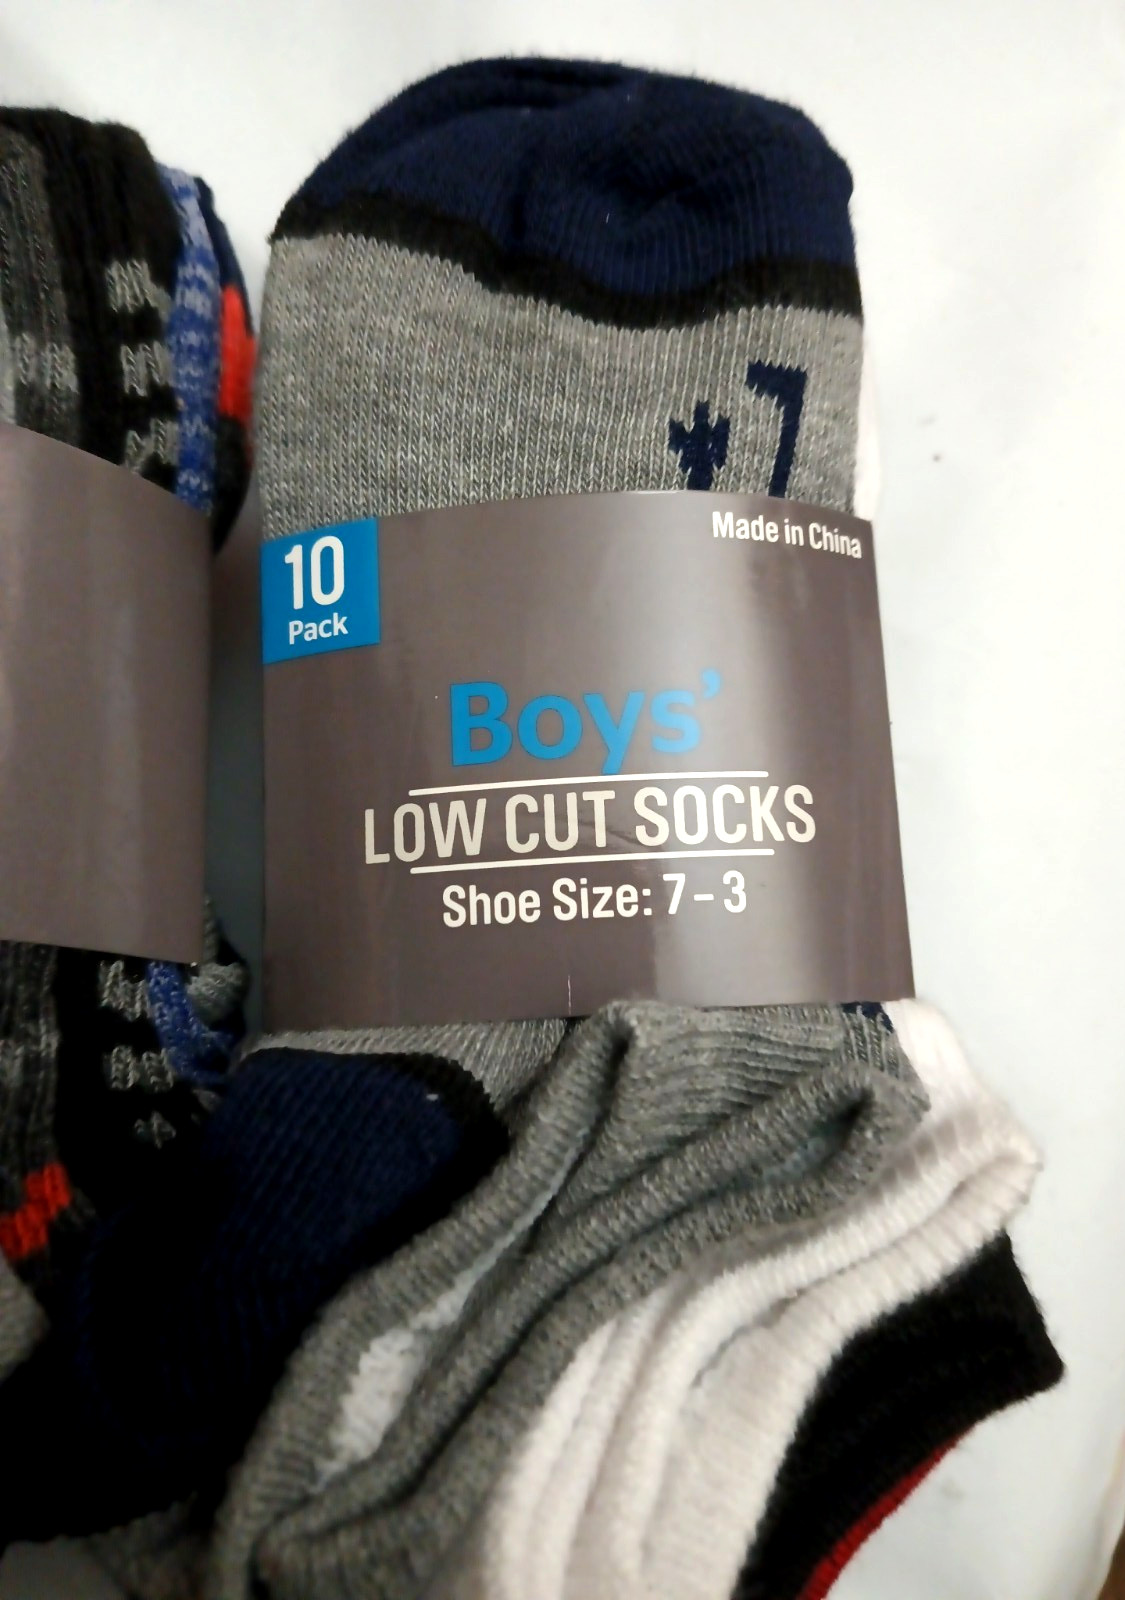 Made in China
10
Pack
Boys'
LOW CUT SOCKS
Shoe Size: 7-3